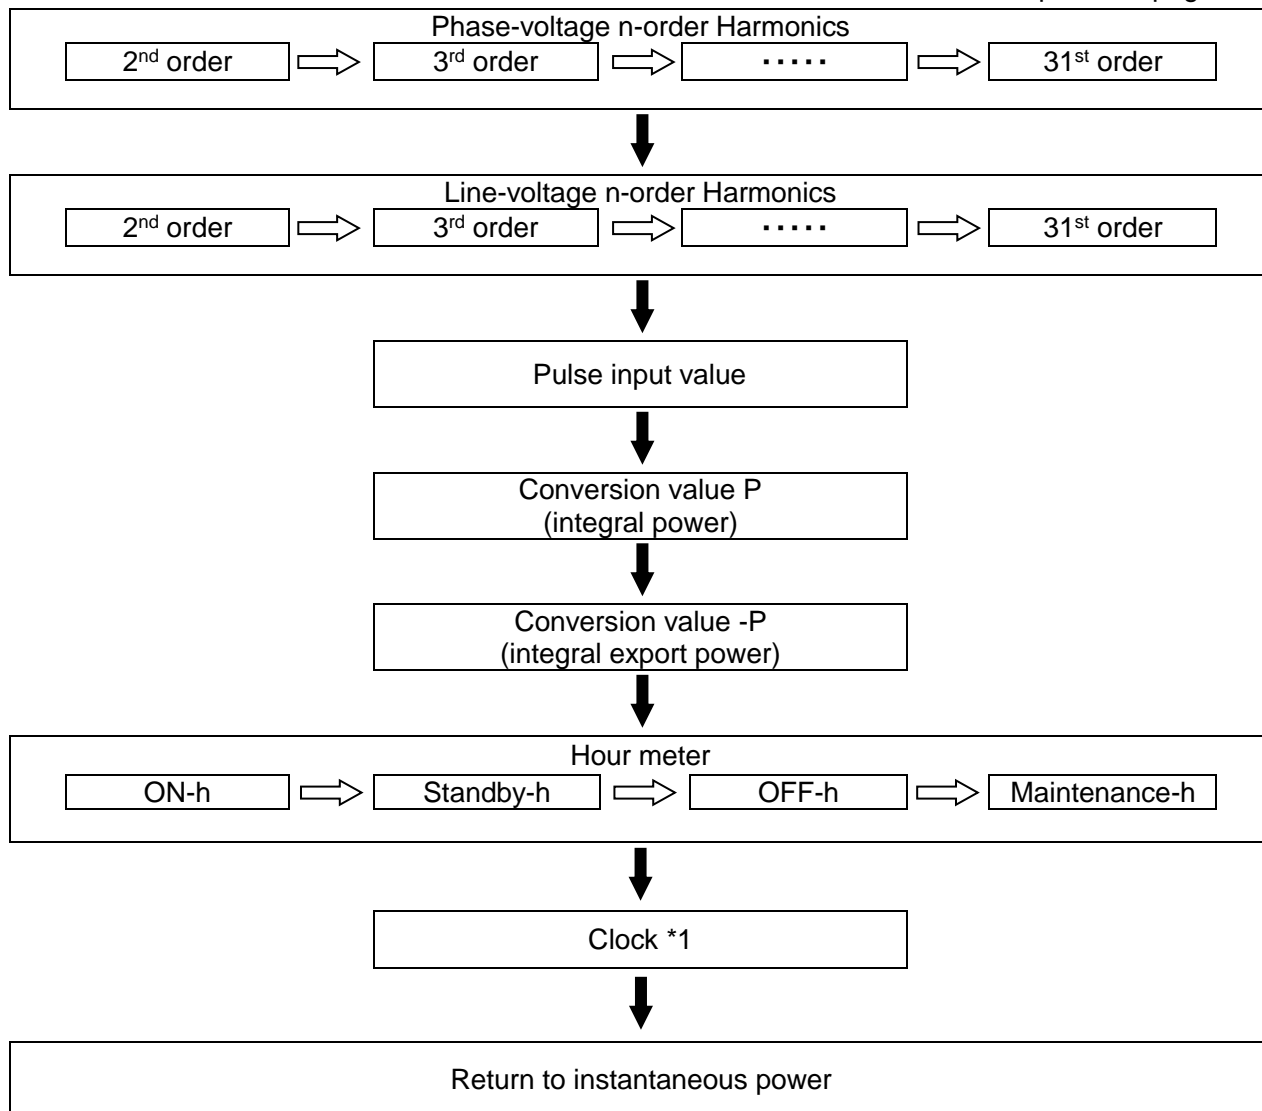 Phase-voltage n-order Harmonics
2nd order 3rd order ····· 31st order
Line-voltage n-order Harmonics
2nd order 3rd order ····· 31st order
Pulse input value
Conversion value P
(integral power)
Conversion value -P
(integral export power)
Hour meter
ON-h Standby-h OFF-h Maintenance-h
Clock *1
Return to instantaneous power